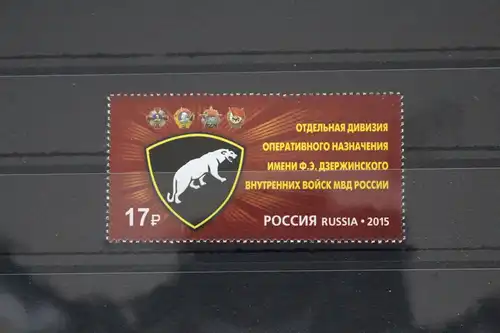 ОТДЕЛЬНАЯ ДИВИЗИЯ
ОПЕРАТИВНОГО НАЗНАЧЕНИЯ
ИМЕНИ Ф.Э. ДЗЕРЖИНСКОГО
ВНУТРЕННИХ ВОЙСК МВД РОССИИ
17₽
РОССИЯ RUSSIA • 2015